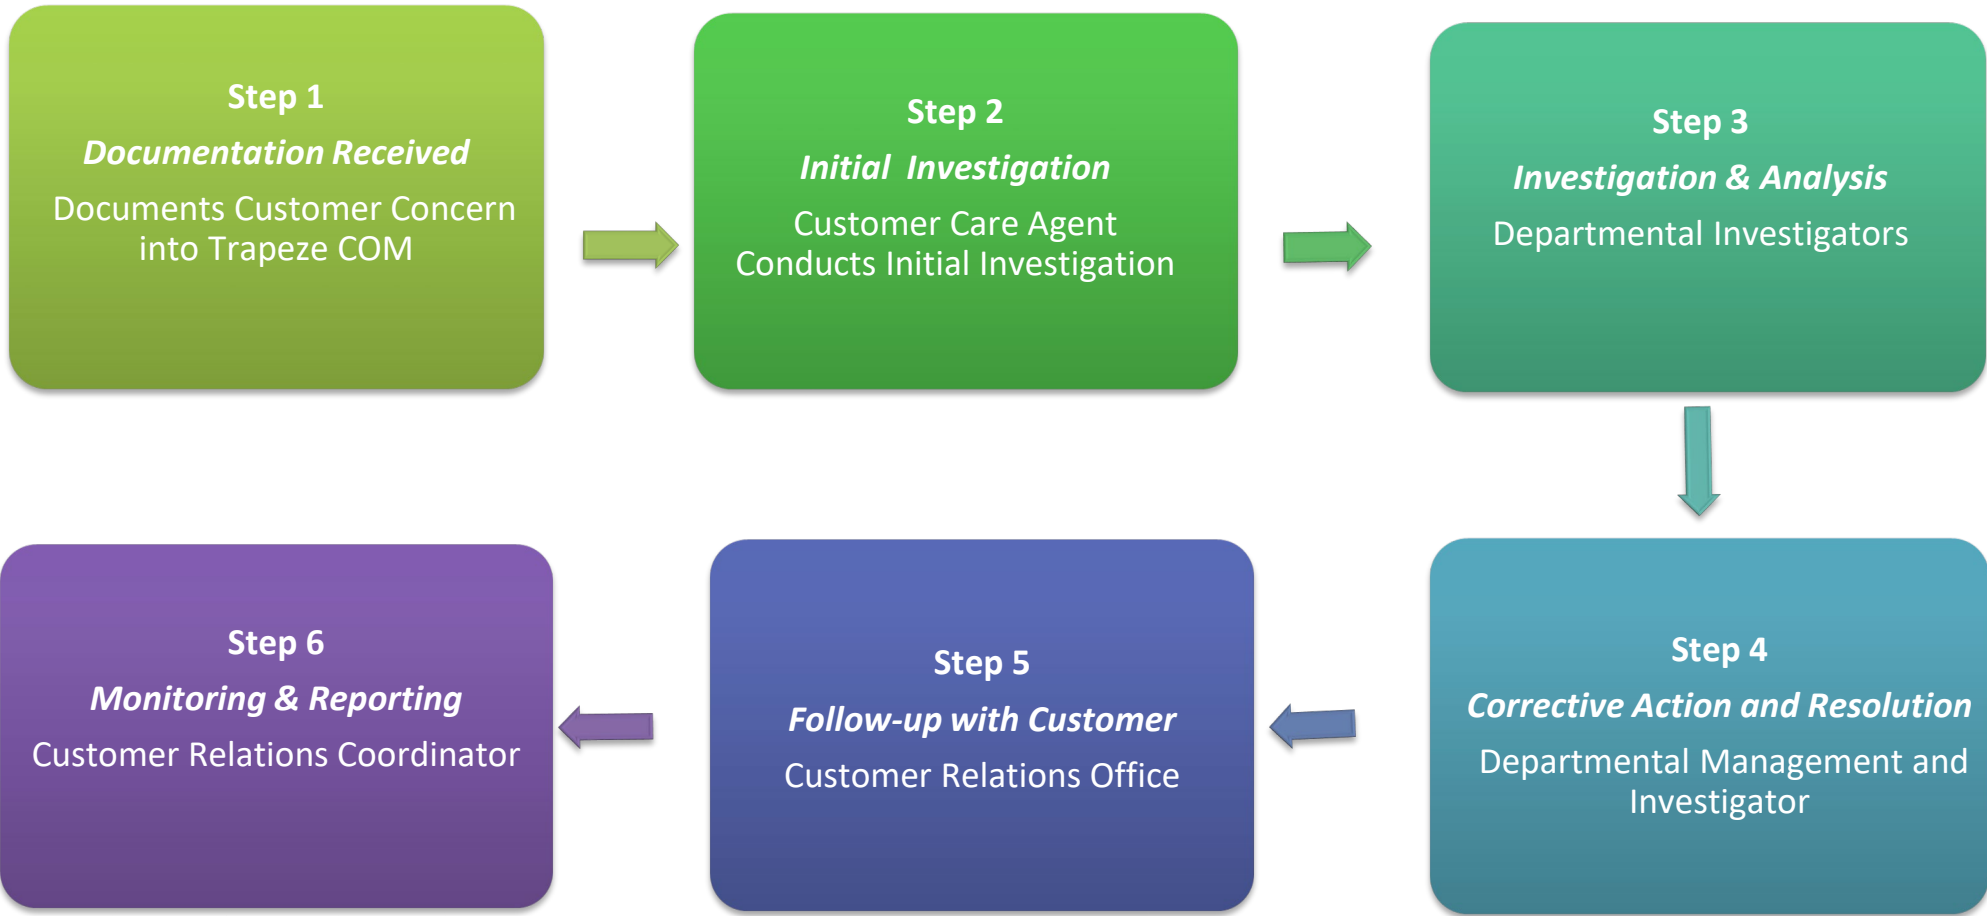 Step 1
Documentation Received
Documents Customer Concern
into Trapeze COM
Step 2
Initial Investigation
Customer Care Agent
Conducts Initial Investigation
Step 3
Investigation & Analysis
Departmental Investigators
Step 4
Corrective Action and Resolution
Departmental Management and
Investigator
Step 5
Follow-up with Customer
Customer Relations Office
Step 6
Monitoring & Reporting
Customer Relations Coordinator